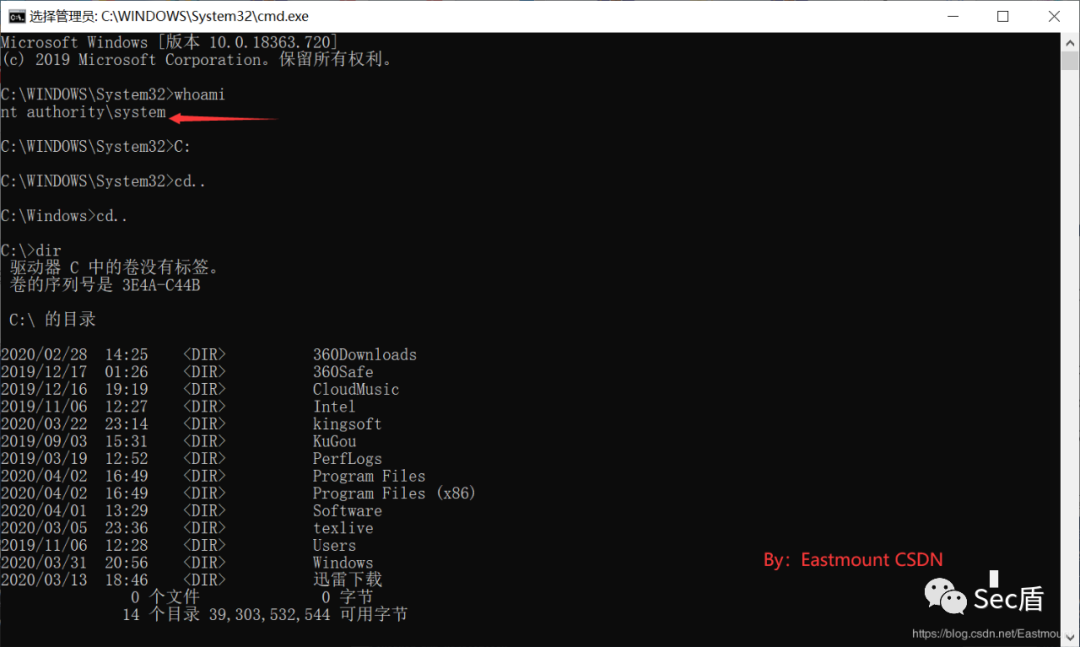 选择管理员: C:\WINDOWS\System32\cmd.exe
Microsoft Windows [版本 10.0.18363.720]
(c) 2019 Microsoft Corporation。保留所有权利。
C:\WINDOWS\System32>whoami
nt authority\system
C:\WINDOWS\System32>C:
C:\WINDOWS\System32>cd..
C:\Windows>cd..
C:\>dir
驱动器 C 中的卷没有标签。
卷的序列号是 3E4A-C44B
C:\ 的目录
2020/02/28  14:25    <DIR>          360Downloads
2019/12/17  01:26    <DIR>          360Safe
2019/12/16  19:19    <DIR>          CloudMusic
2019/11/06  12:27    <DIR>          Intel
2020/03/22  23:14    <DIR>          kingsoft
2019/09/03  15:31    <DIR>          KuGou
2019/03/19  12:52    <DIR>          PerfLogs
2020/04/02  16:49    <DIR>          Program Files
2020/04/02  16:49    <DIR>          Program Files (x86)
2020/04/01  13:29    <DIR>          Software
2020/03/05  23:36    <DIR>          texlive
2019/11/06  12:28    <DIR>          Users
2020/03/31  20:56    <DIR>          Windows
2020/03/13  18:46    <DIR>          迅雷下载
0 个文件              0 字节
14 个目录 39,303,532,544 可用字节
By：Eastmount CSDN
Sec盾
https://blog.csdn.net/Eastmou